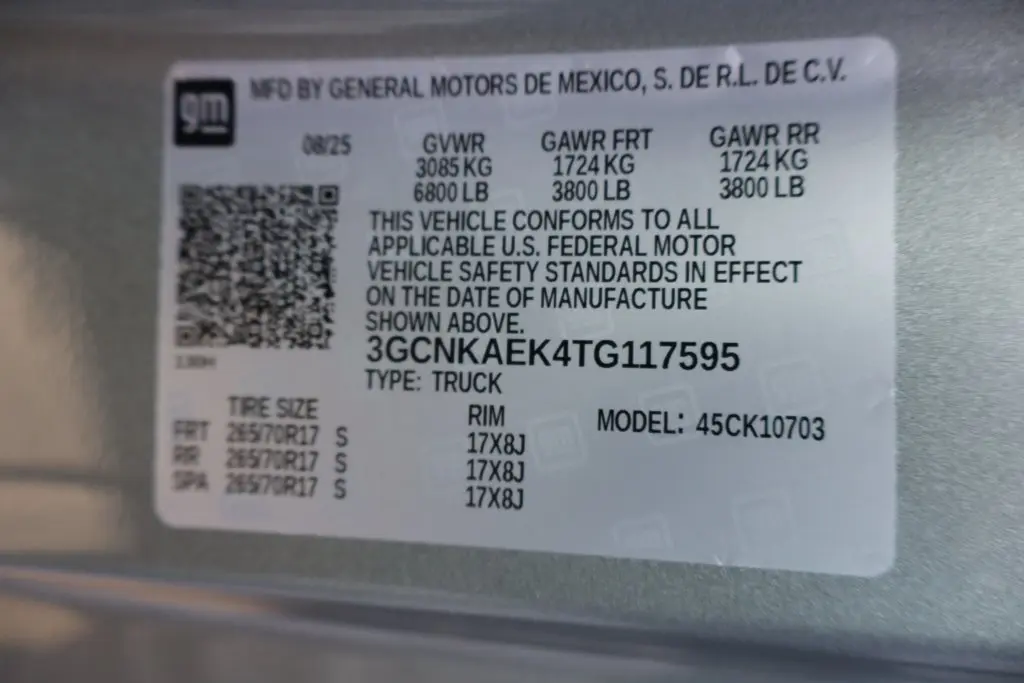 gm
MFD BY GENERAL MOTORS DE MEXICO, S. DE R.L. DE C.V.
08/25 GVWR GAWR FRT GAWR RR
3085 KG 1724 KG 1724 KG
6800 LB 3800 LB 3800 LB
THIS VEHICLE CONFORMS TO ALL
APPLICABLE U.S. FEDERAL MOTOR
VEHICLE SAFETY STANDARDS IN EFFECT
ON THE DATE OF MANUFACTURE
SHOWN ABOVE.
3GCNKAEK4TG117595
TYPE: TRUCK
TIRE SIZE RIM MODEL: 45CK10703
FRT 265/70R17 S 17X8J
RR 265/70R17 S 17X8J
SPA 265/70R17 S 17X8J